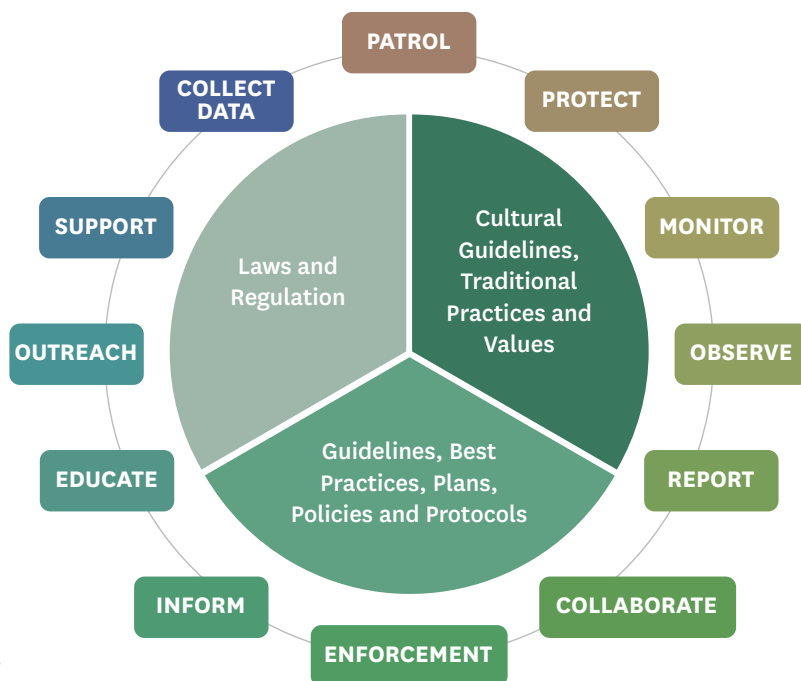 PATROL
PROTECT
MONITOR
OBSERVE
REPORT
COLLABORATE
ENFORCEMENT
INFORM
EDUCATE
OUTREACH
SUPPORT
COLLECT
DATA
Laws and
Regulation
Cultural
Guidelines,
Traditional
Practices and
Values
Guidelines, Best
Practices, Plans,
Policies and Protocols